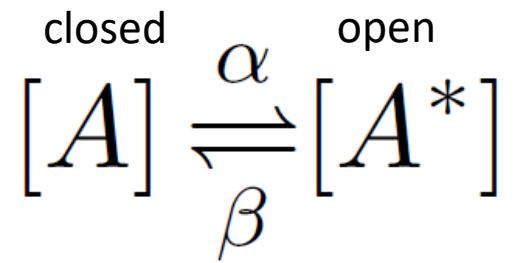 closed open
α
[A] ⇌ [A*]
β